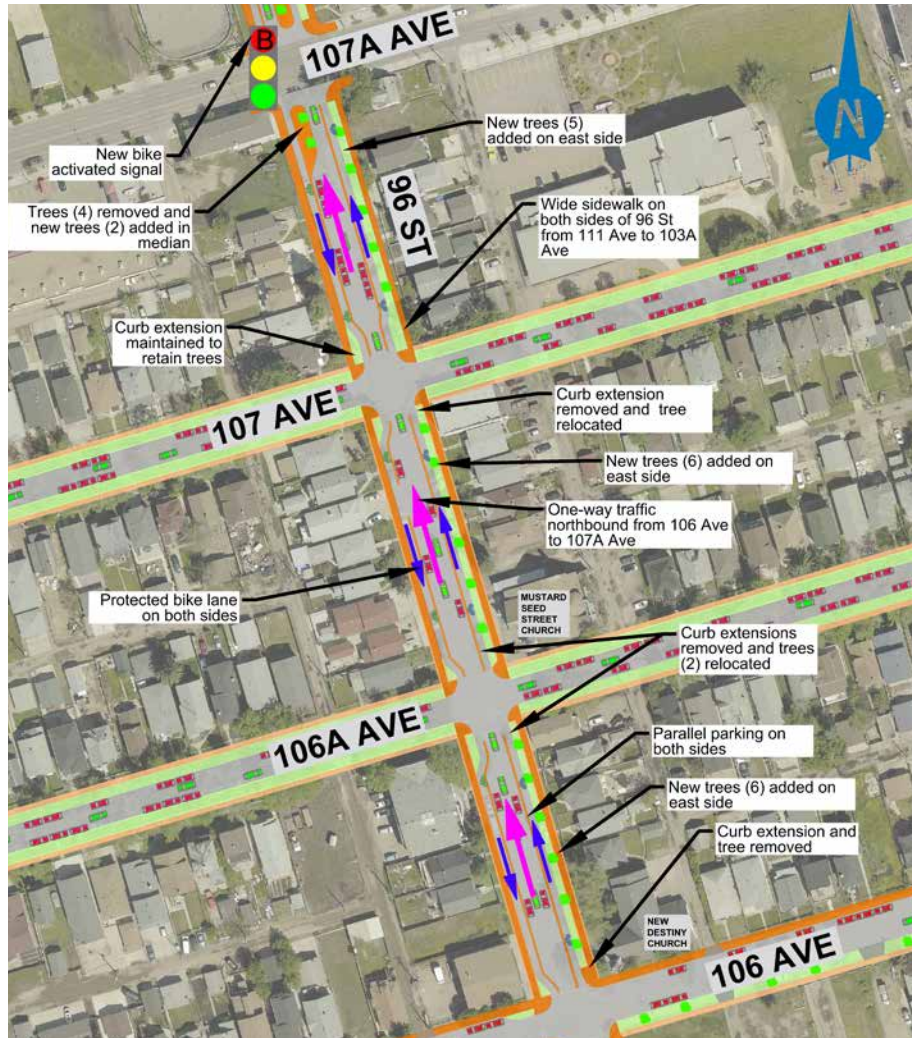 107A AVE
B
N
New bike
activated signal
New trees (5)
added on east side
96 ST
Trees (4) removed and
new trees (2) added in
median
Wide sidewalk on
both sides of 96 St
from 111 Ave to 103A
Ave
Curb extension
maintained to
retain trees
107 AVE
Curb extension
removed and tree
relocated
New trees (6) added on
east side
One-way traffic
northbound from 106 Ave
to 107A Ave
Protected bike lane
on both sides
MUSTARD
SEED
STREET
CHURCH
Curb extensions
removed and trees
(2) relocated
106A AVE
Parallel parking on
both sides
New trees (6) added on
east side
Curb extension and
tree removed
NEW
DESTINY
CHURCH
106 AVE